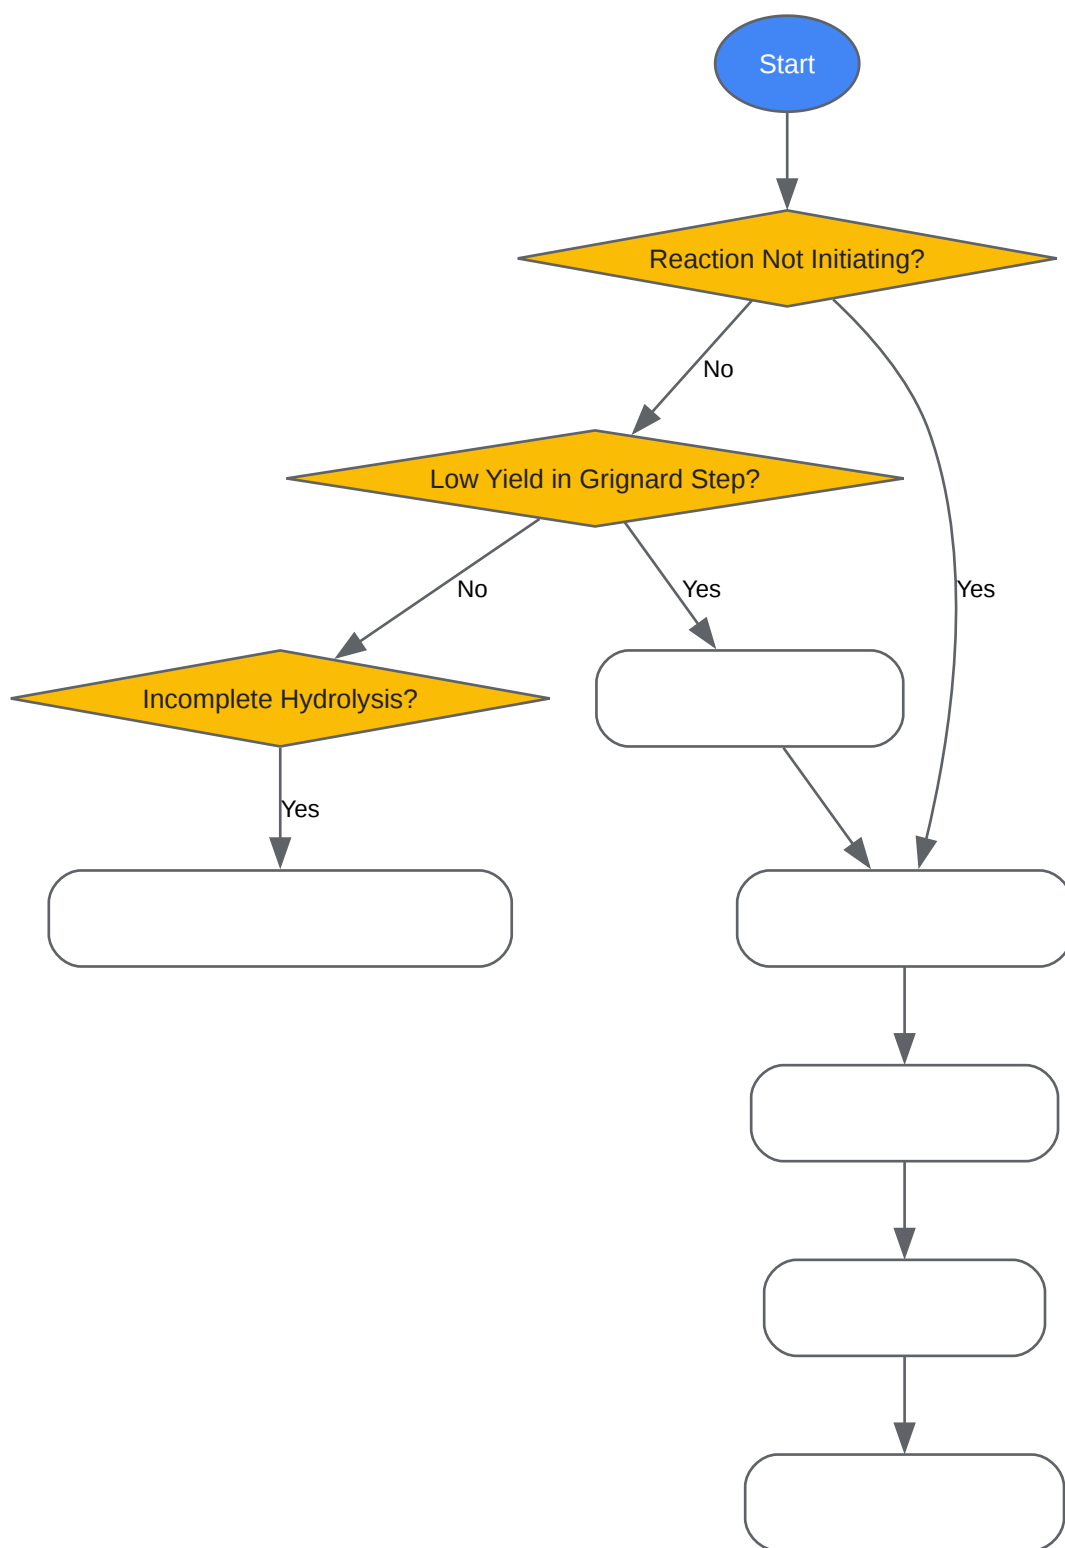 Start
Reaction Not Initiating?
No
Low Yield in Grignard Step?
No
Yes
Yes
Incomplete Hydrolysis?
Yes